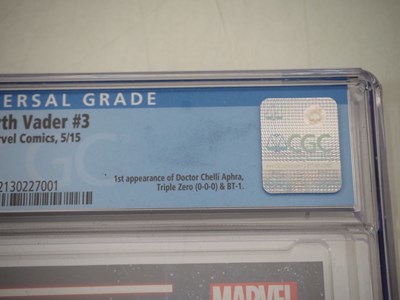 ERSAL GRADE
rth Vader #3
rvel Comics, 5/15
2130227001
1st appearance of Doctor Chelli Aphra,
Triple Zero (0-0-0) & BT-1.
CGC
MARVEL